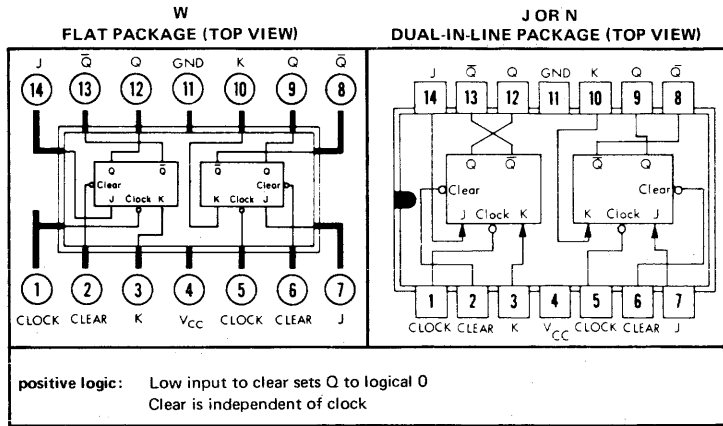 W
FLAT PACKAGE (TOP VIEW)
J Q̅ Q GND K Q Q̅
14 13 12 11 10 9 8
Q Q̅ Q̅ Q
Clear Clear
J Clock K K Clock J
1 2 3 4 5 6 7
CLOCK CLEAR K VCC CLOCK CLEAR J
J OR N
DUAL-IN-LINE PACKAGE (TOP VIEW)
J Q̅ Q GND K Q Q̅
14 13 12 11 10 9 8
Q Q̅ Q̅ Q
Clear Clear
J Clock K K Clock J
1 2 3 4 5 6 7
CLOCK CLEAR K VCC CLOCK CLEAR J
positive logic: Low input to clear sets Q to logical 0
Clear is independent of clock